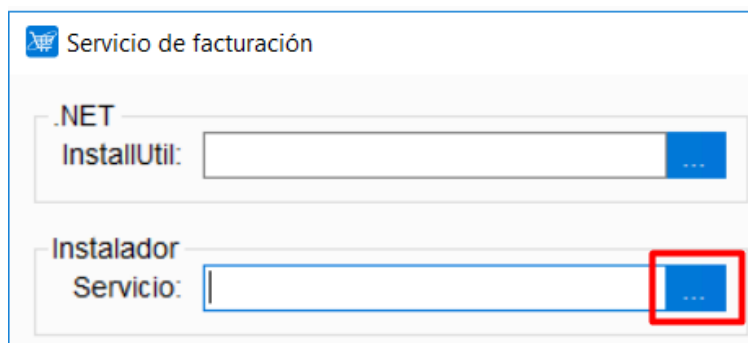 Servicio de facturación
.NET
InstallUtil:
...
Instalador
Servicio:
...